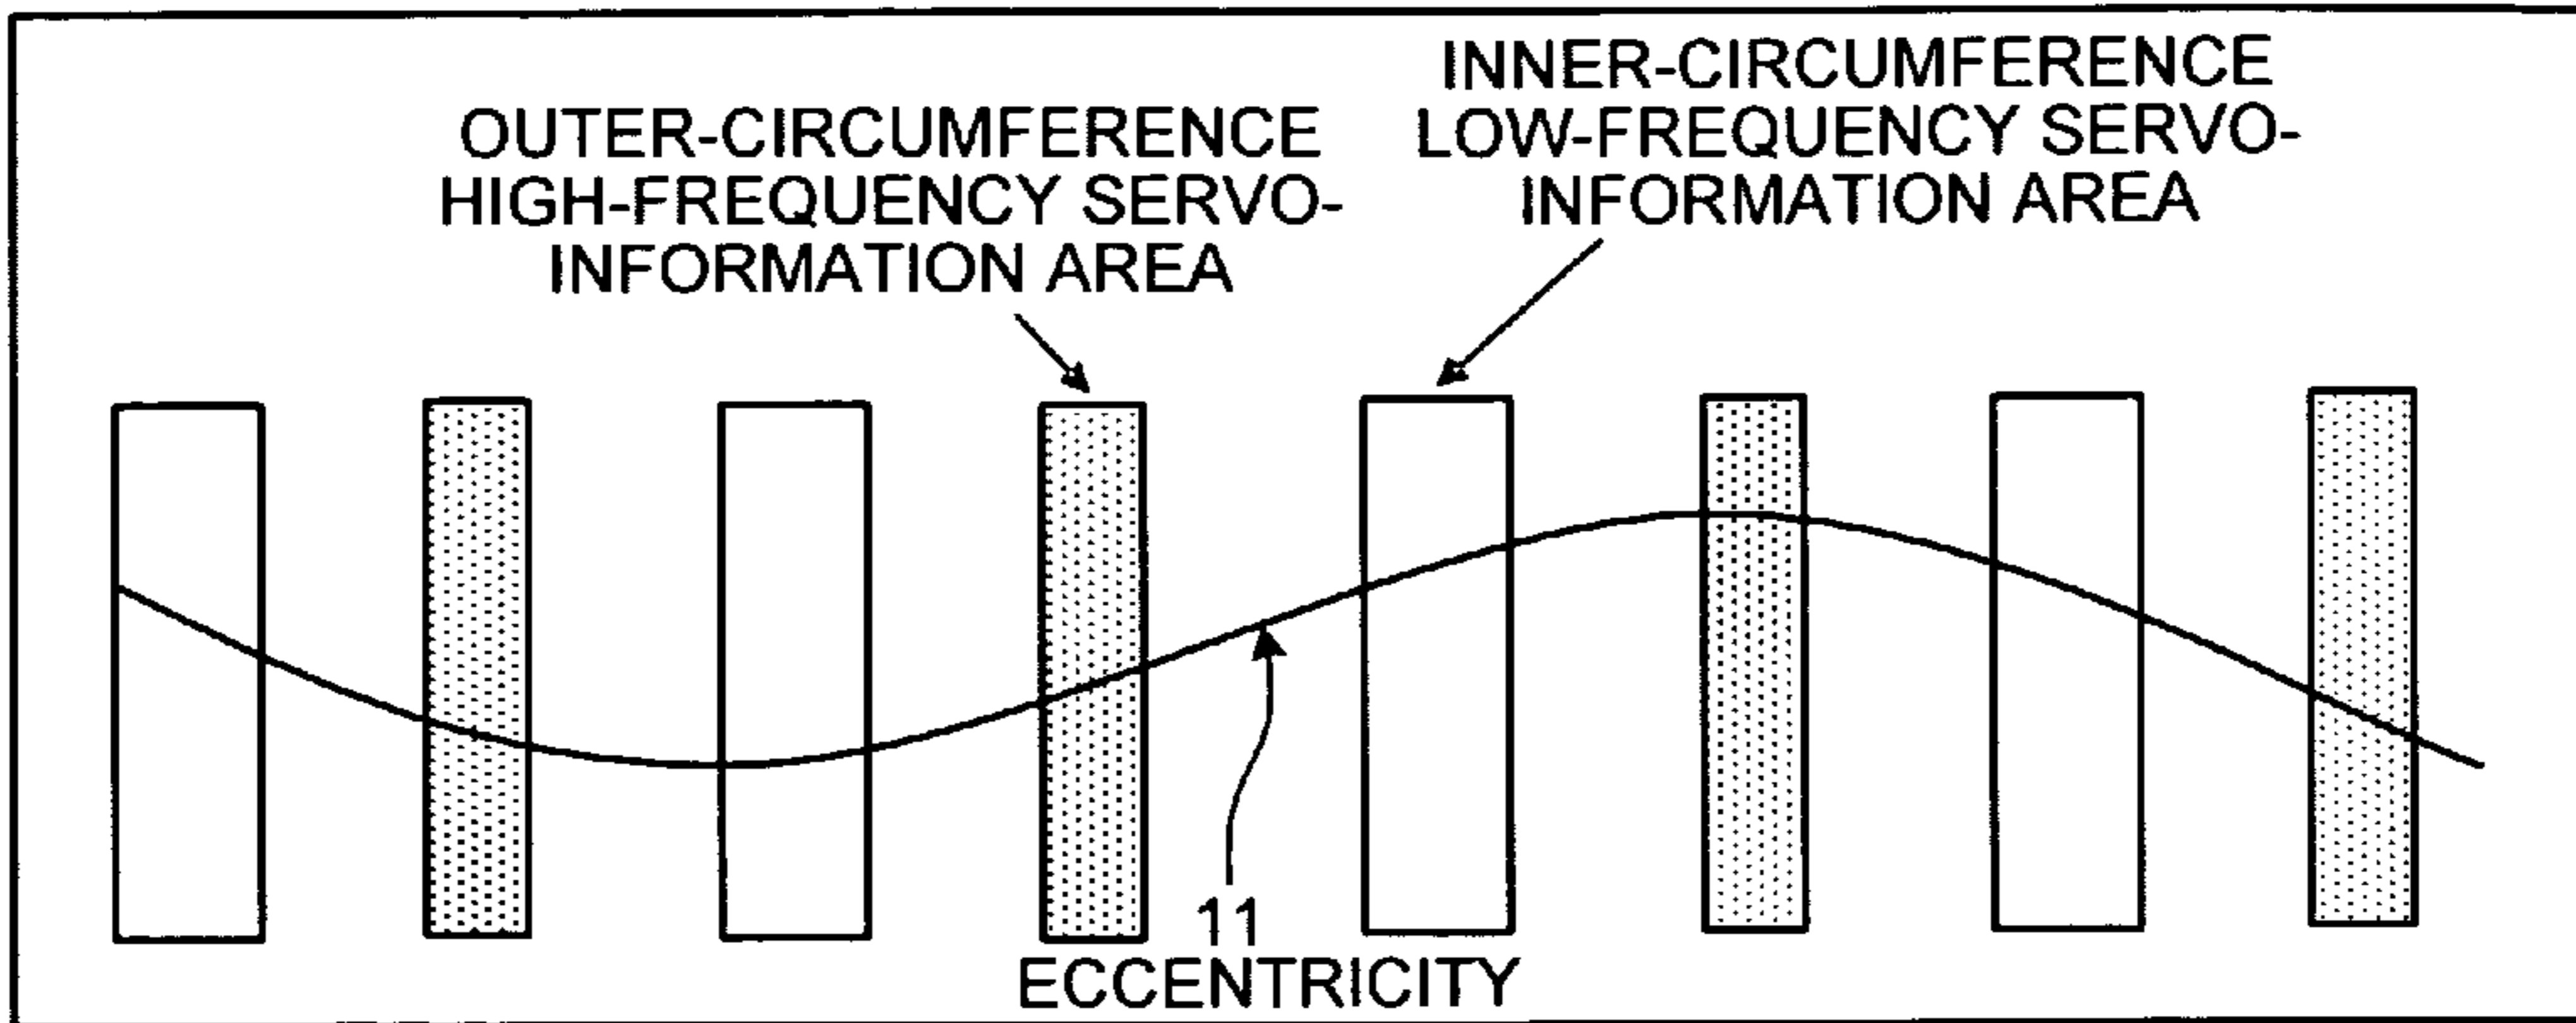 OUTER-CIRCUMFERENCE
HIGH-FREQUENCY SERVO-
INFORMATION AREA
INNER-CIRCUMFERENCE
LOW-FREQUENCY SERVO-
INFORMATION AREA
11
ECCENTRICITY